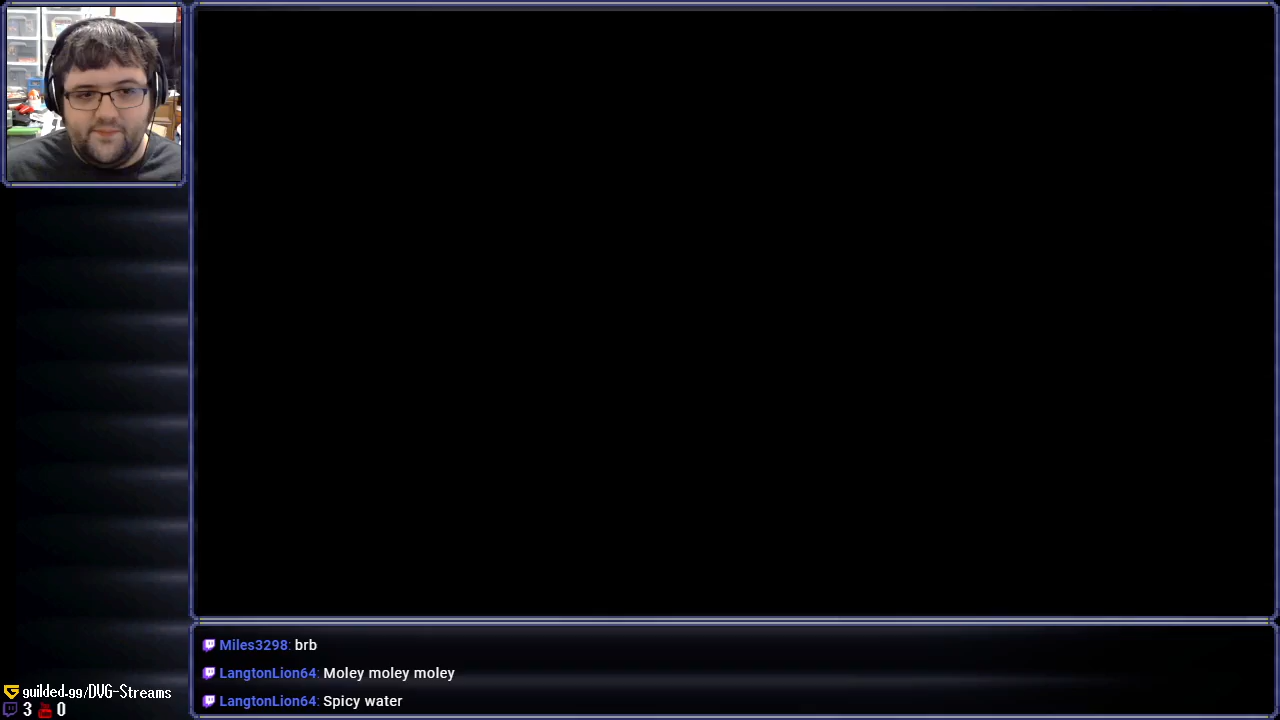 Miles3298: brb
LangtonLion64: Moley moley moley
LangtonLion64: Spicy water
guilded.gg/DVG-Streams
3 0